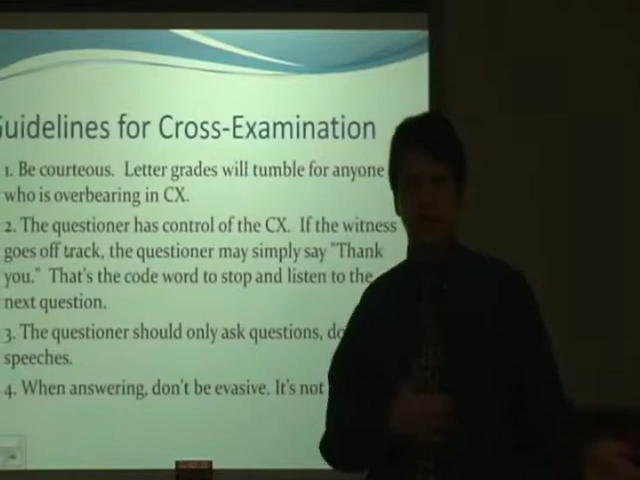 Guidelines for Cross-Examination
1. Be courteous. Letter grades will tumble for anyone
who is overbearing in CX.
2. The questioner has control of the CX. If the witness
goes off track, the questioner may simply say "Thank
you." That's the code word to stop and listen to the
next question.
3. The questioner should only ask questions,
speeches.
4. When answering, don't be evasive. It's not